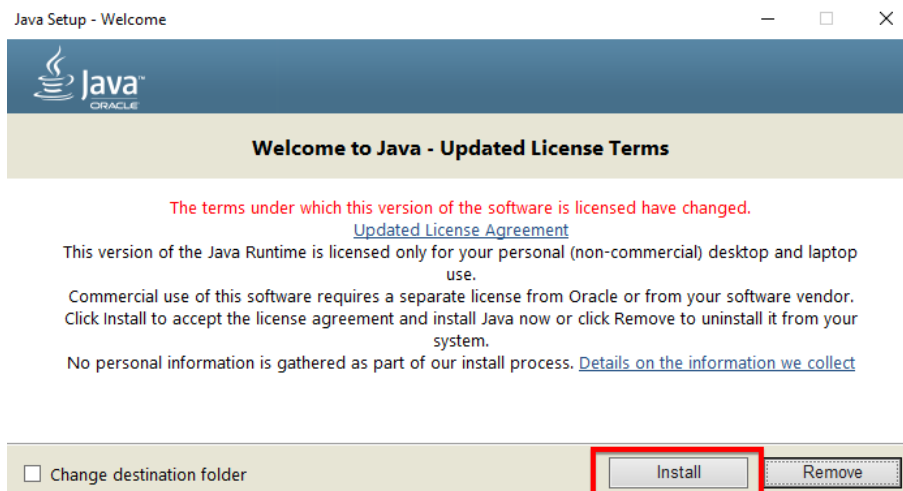 Java Setup - Welcome
Java™
ORACLE
Welcome to Java - Updated License Terms
The terms under which this version of the software is licensed have changed.
Updated License Agreement
This version of the Java Runtime is licensed only for your personal (non-commercial) desktop and laptop
use.
Commercial use of this software requires a separate license from Oracle or from your software vendor.
Click Install to accept the license agreement and install Java now or click Remove to uninstall it from your
system.
No personal information is gathered as part of our install process. Details on the information we collect
Change destination folder
Install
Remove